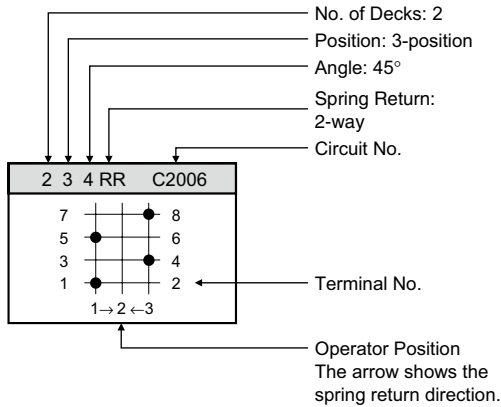 No. of Decks: 2
Position: 3-position
Angle: 45°
Spring Return:
2-way
Circuit No.
2 3 4 RR C2006
7 8
5 6
3 4
1 2
1→2←3
Terminal No.
Operator Position
The arrow shows the
spring return direction.